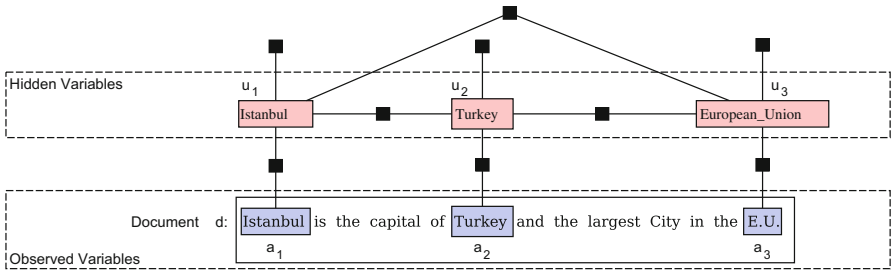 Hidden Variables
u1 u2 u3
Istanbul Turkey European_Union
Document d: Istanbul is the capital of Turkey and the largest City in the E.U.
a1 a2 a3
Observed Variables